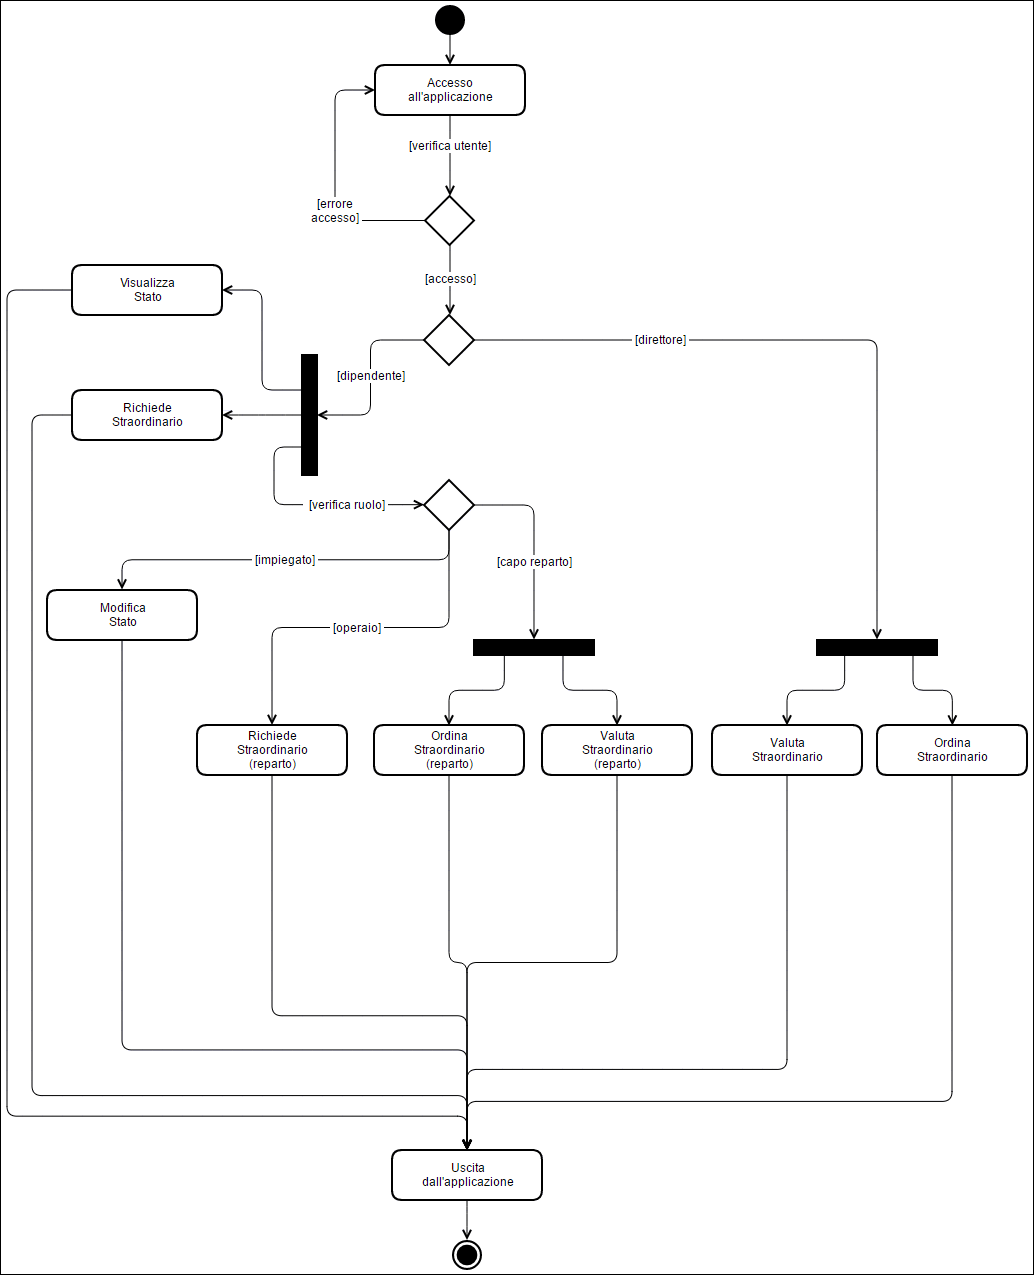 Accesso
all'applicazione
[verifica utente]
[errore
accesso]
[accesso]
Visualizza
Stato
[direttore]
[dipendente]
Richiede
Straordinario
[verifica ruolo]
[impiegato]
[capo reparto]
Modifica
Stato
[operaio]
Richiede
Straordinario
(reparto)
Ordina
Straordinario
(reparto)
Valuta
Straordinario
(reparto)
Valuta
Straordinario
Ordina
Straordinario
Uscita
dall'applicazione